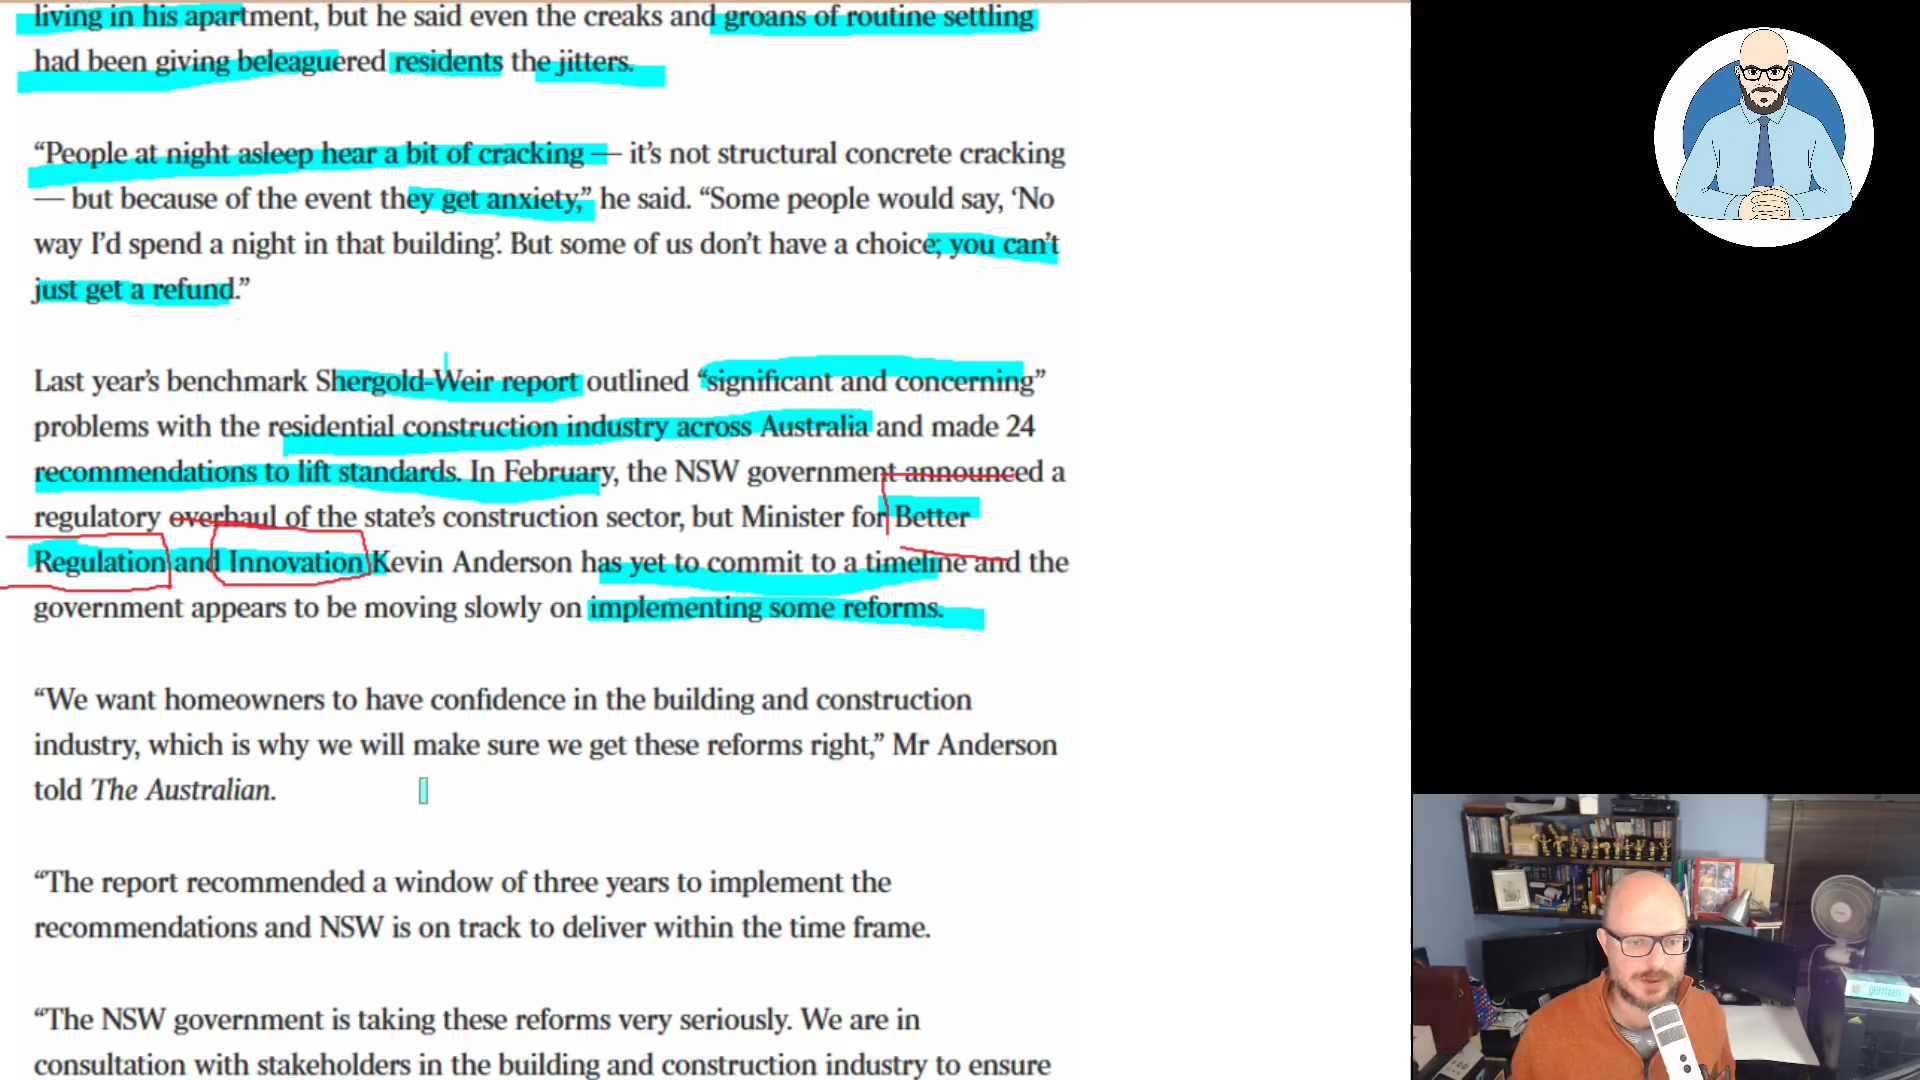 living in his apartment, but he said even the creaks and groans of routine settling
had been giving beleaguered residents the jitters.
“People at night asleep hear a bit of cracking — it’s not structural concrete cracking
— but because of the event they get anxiety,” he said. “Some people would say, ‘No
way I’d spend a night in that building’. But some of us don’t have a choice; you can’t
just get a refund.”
Last year’s benchmark Shergold-Weir report outlined “significant and concerning”
problems with the residential construction industry across Australia and made 24
recommendations to lift standards. In February, the NSW government announced a
regulatory overhaul of the state’s construction sector, but Minister for Better
Regulation and Innovation Kevin Anderson has yet to commit to a timeline and the
government appears to be moving slowly on implementing some reforms.
“We want homeowners to have confidence in the building and construction
industry, which is why we will make sure we get these reforms right,” Mr Anderson
told The Australian.
“The report recommended a window of three years to implement the
recommendations and NSW is on track to deliver within the time frame.
“The NSW government is taking these reforms very seriously. We are in
consultation with stakeholders in the building and construction industry to ensure
german